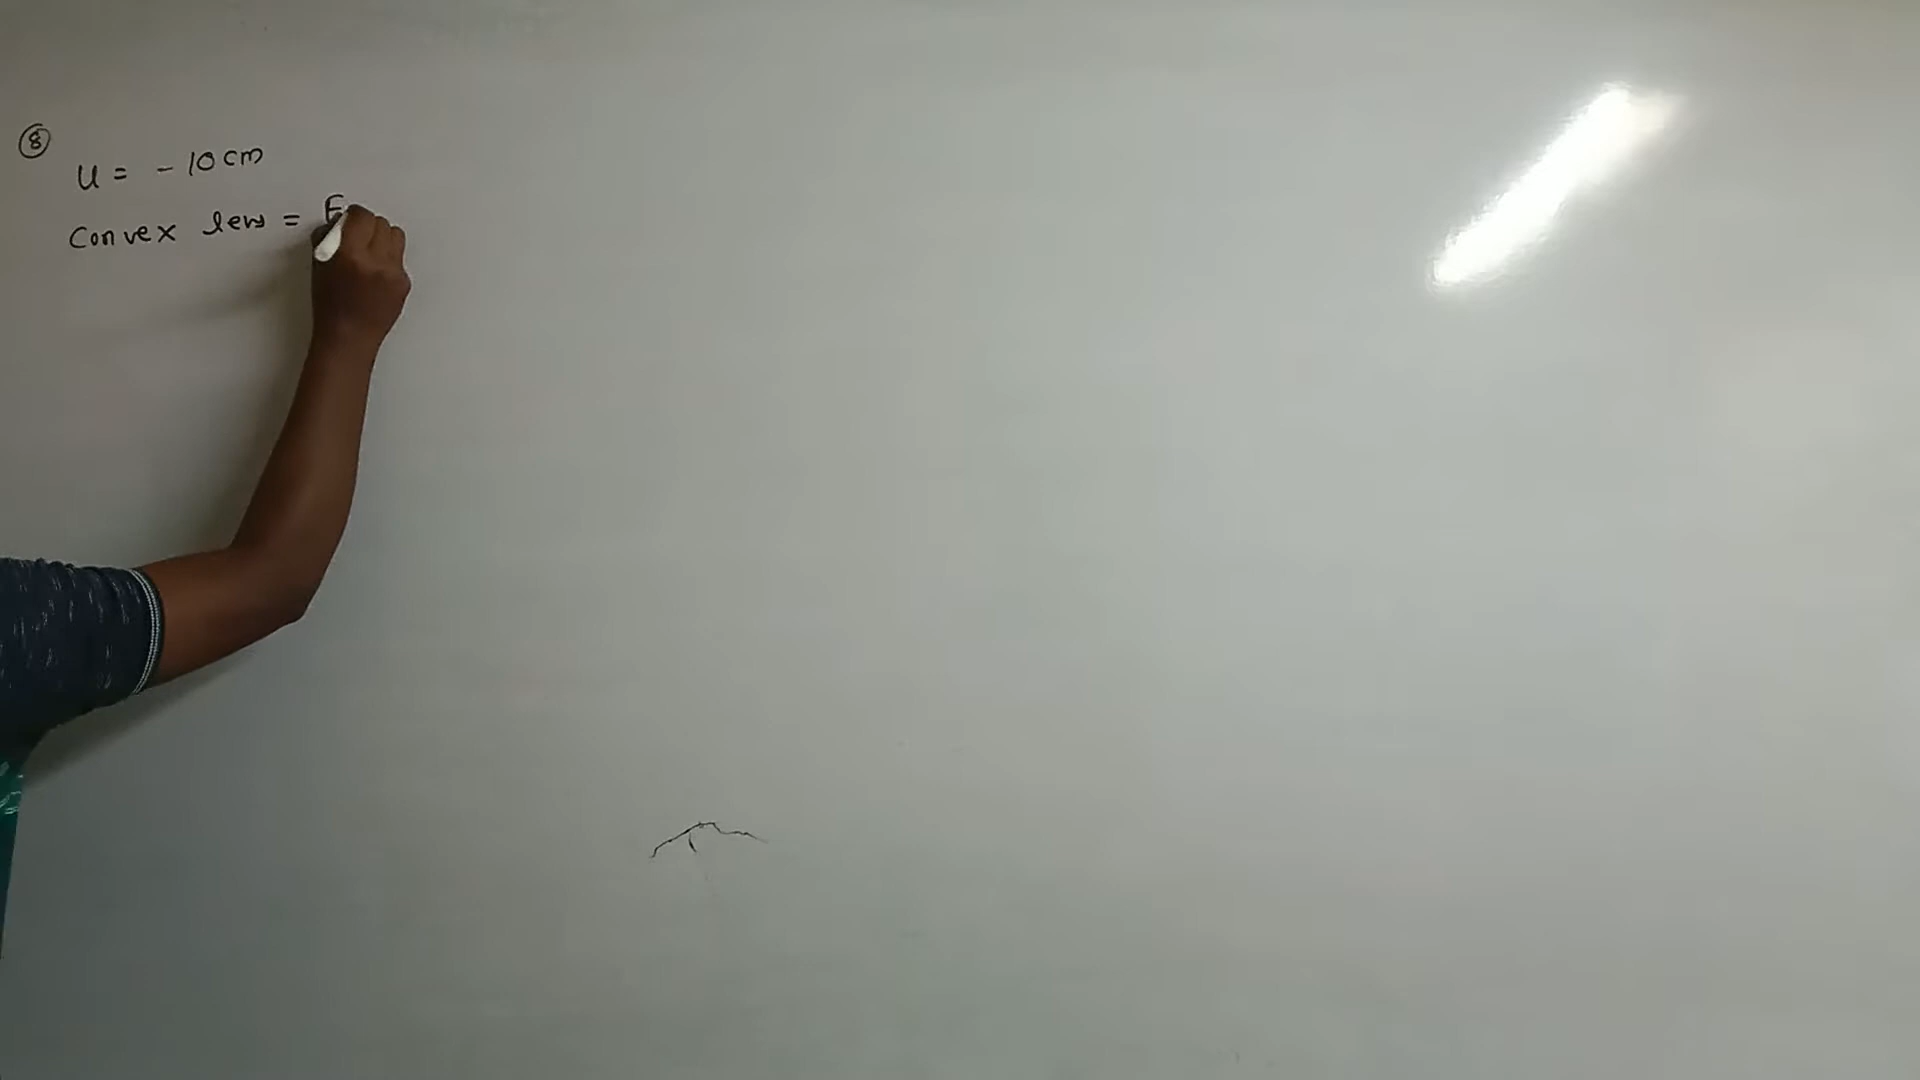 ⑧
u = - 10 cm
Convex lens = F